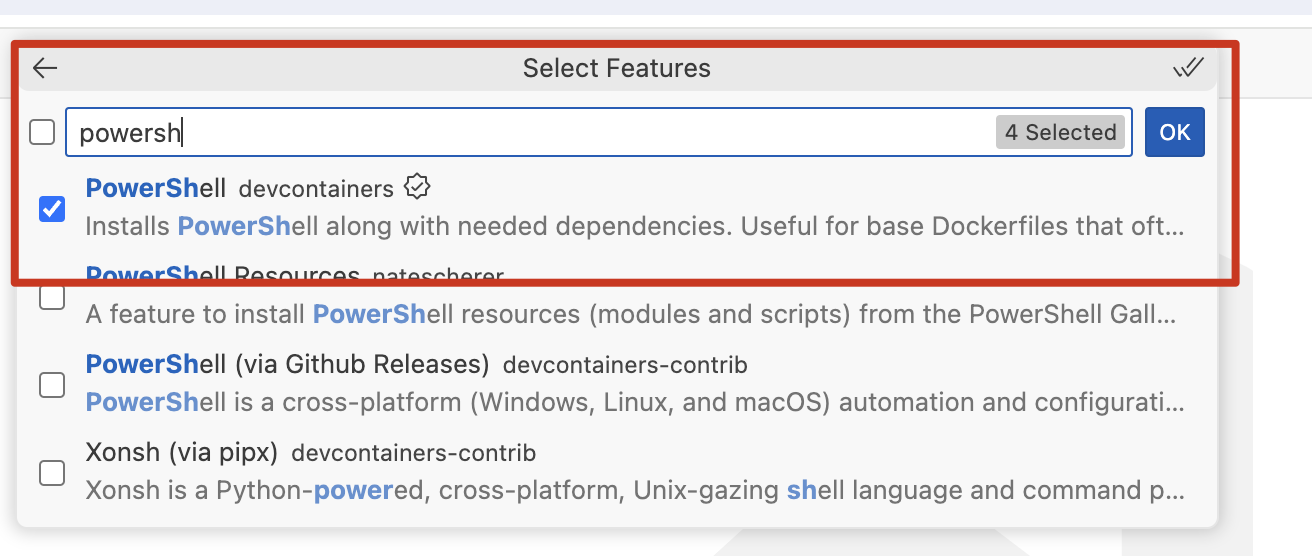 Select Features
powersh
4 Selected
OK
PowerShell devcontainers
Installs PowerShell along with needed dependencies. Useful for base Dockerfiles that oft...
PowerShell Resources natescherer
A feature to install PowerShell resources (modules and scripts) from the PowerShell Gall...
PowerShell (via Github Releases) devcontainers-contrib
PowerShell is a cross-platform (Windows, Linux, and macOS) automation and configurati...
Xonsh (via pipx) devcontainers-contrib
Xonsh is a Python-powered, cross-platform, Unix-gazing shell language and command p...